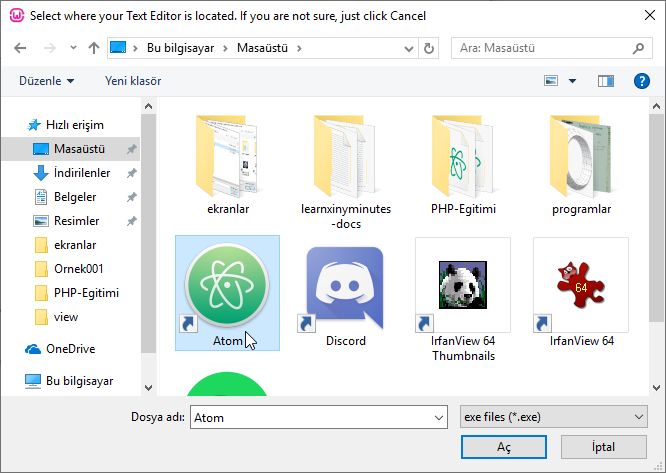 Select where your Text Editor is located. If you are not sure, just click Cancel
Bu bilgisayar
Masaüstü
Ara: Masaüstü
Düzenle
Yeni klasör
?
Hızlı erişim
Masaüstü
İndirilenler
Belgeler
Resimler
ekranlar
Ornek001
PHP-Egitimi
view
OneDrive
Bu bilgisayar
ekranlar
learnxinyminutes
-docs
PHP-Egitimi
programlar
Atom
Discord
IrfanView 64
Thumbnails
64
IrfanView 64
Dosya adı:
Atom
exe files (*.exe)
Aç
İptal